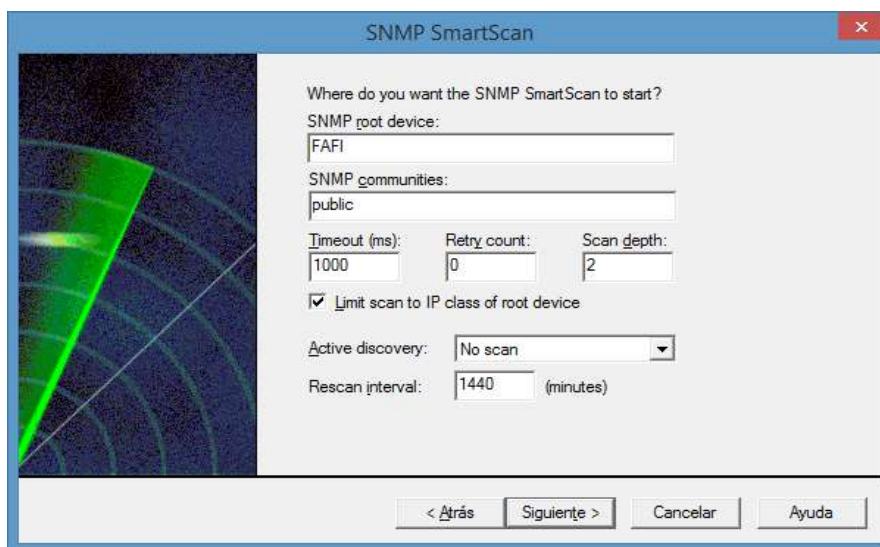 SNMP SmartScan
Where do you want the SNMP SmartScan to start?
SNMP root device:
FAFI
SNMP communities:
public
Timeout (ms): Retry count: Scan depth:
1000 0 2
Limit scan to IP class of root device
Active discovery: No scan
Rescan interval: 1440 (minutes)
< Atrás Siguiente > Cancelar Ayuda